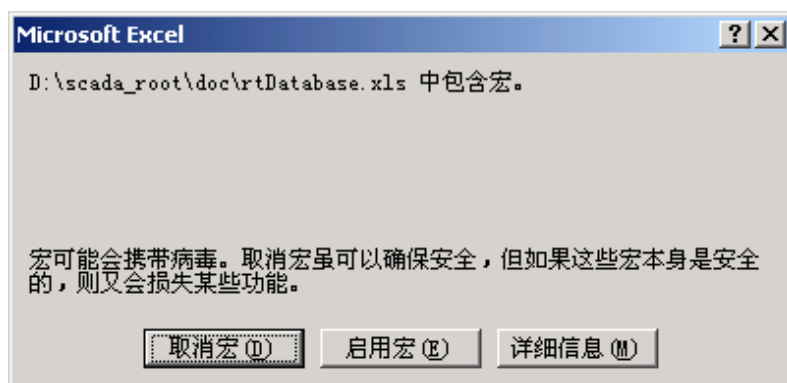 Microsoft Excel
D:\scada_root\doc\rtDatabase.xls 中包含宏。
宏可能会携带病毒。取消宏虽可以确保安全，但如果这些宏本身是安全
的，则又会损失某些功能。
取消宏(D) 启用宏(E) 详细信息(M)